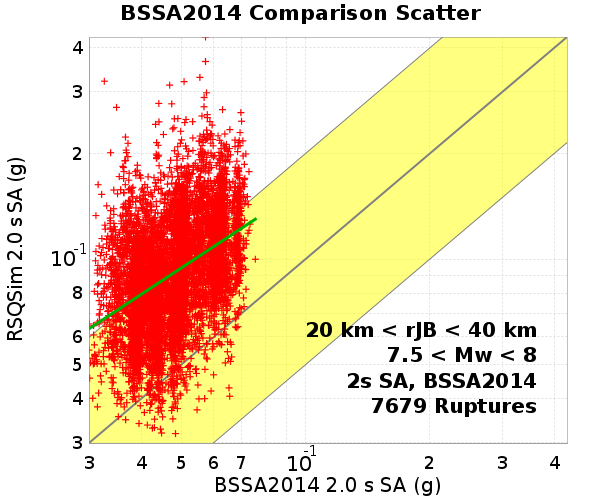 BSSA2014 Comparison Scatter
RSQSim 2.0 s SA (g)
4
3
2
10^-1
8
6
5
4
3
20 km < rJB < 40 km
7.5 < Mw < 8
2s SA, BSSA2014
7679 Ruptures
3 4 5 6 7 10^-1 2 3 4
BSSA2014 2.0 s SA (g)